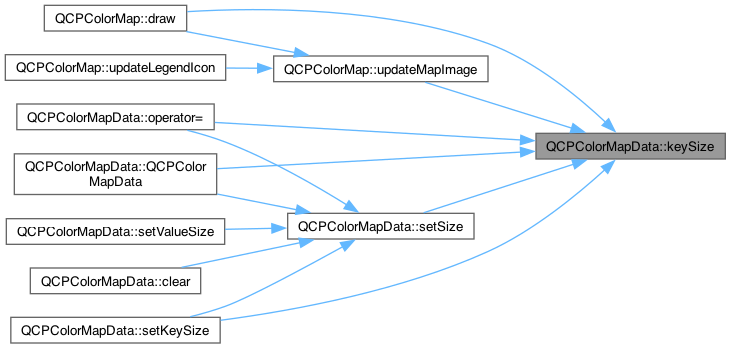 QCPColorMap::draw
QCPColorMap::updateLegendIcon
QCPColorMap::updateMapImage
QCPColorMapData::operator=
QCPColorMapData::keySize
QCPColorMapData::QCPColor
MapData
QCPColorMapData::setValueSize
QCPColorMapData::setSize
QCPColorMapData::clear
QCPColorMapData::setKeySize